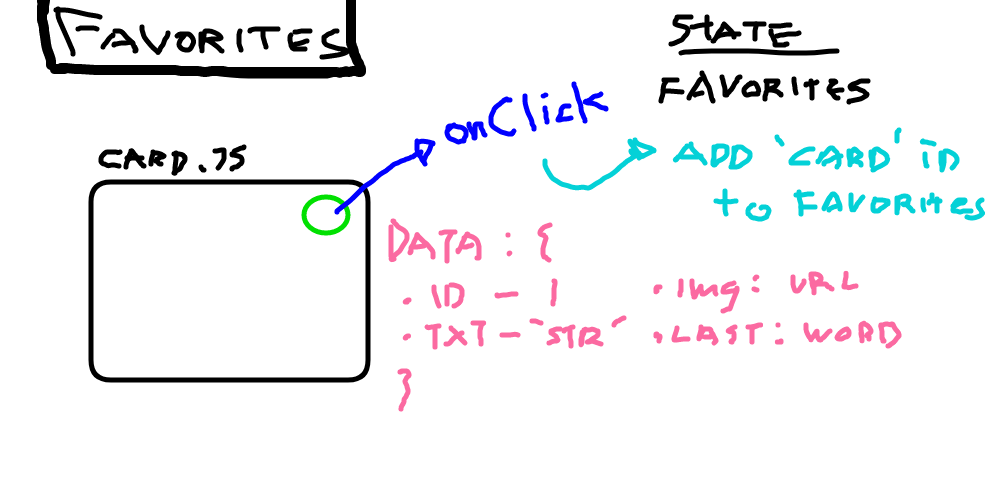 FAVORITES
STATE
FAVORITES
onClick
ADD 'CARD' iD
to FAVORITES
CARD.JS
DATA : {
• ID - 1
• TXT - 'STR'
• Img: URL
• LAST: WORD
}